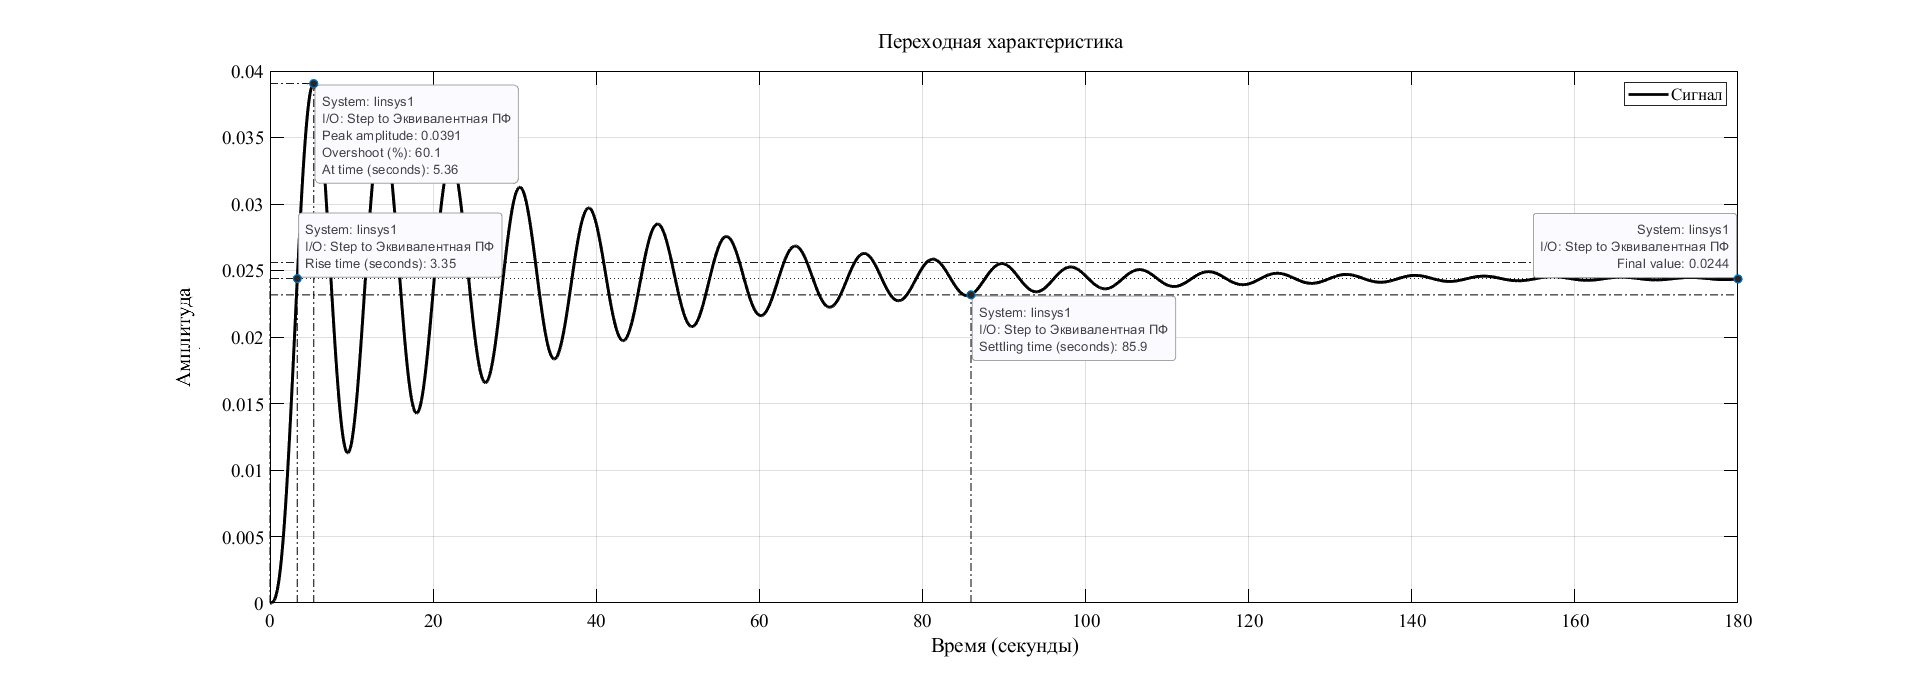 Переходная характеристика
0.04
0.035
0.03
0.025
0.02
0.015
0.01
0.005
0
Амплитуда
Сигнал
System: linsys1
I/O: Step to Эквивалентная ПФ
Peak amplitude: 0.0391
Overshoot (%): 60.1
At time (seconds): 5.36
System: linsys1
I/O: Step to Эквивалентная ПФ
Rise time (seconds): 3.35
System: linsys1
I/O: Step to Эквивалентная ПФ
Final value: 0.0244
System: linsys1
I/O: Step to Эквивалентная ПФ
Settling time (seconds): 85.9
0 20 40 60 80 100 120 140 160 180
Время (секунды)